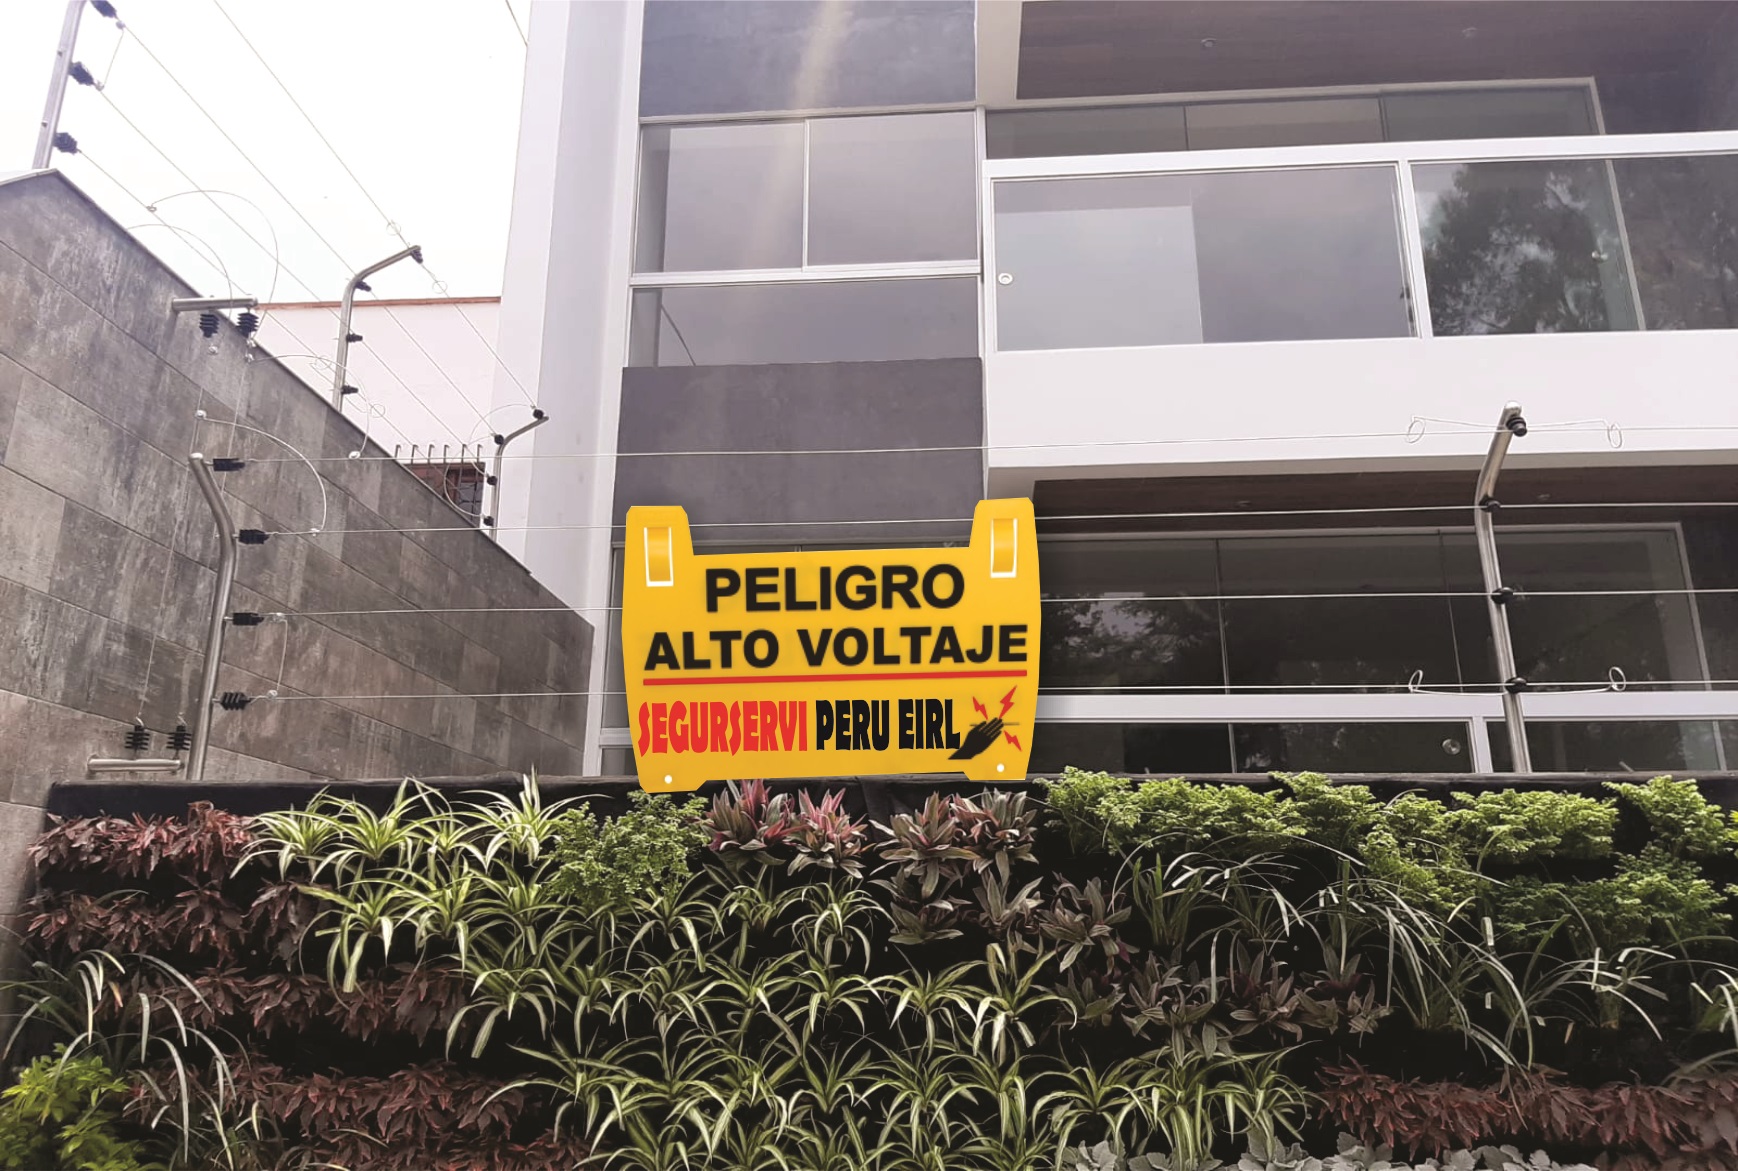 PELIGRO
ALTO VOLTAJE
SEGURSERVI PERU EIRL